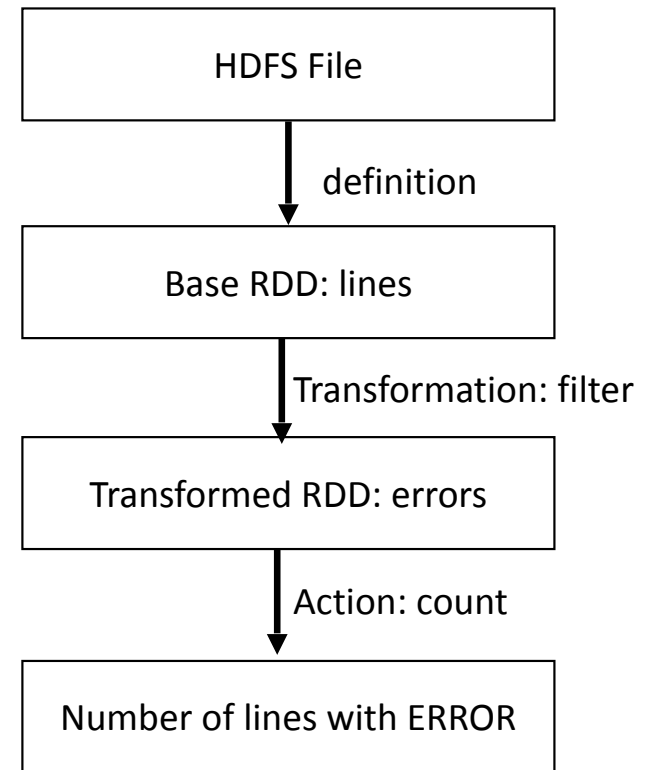 HDFS File
definition
Base RDD: lines
Transformation: filter
Transformed RDD: errors
Action: count
Number of lines with ERROR